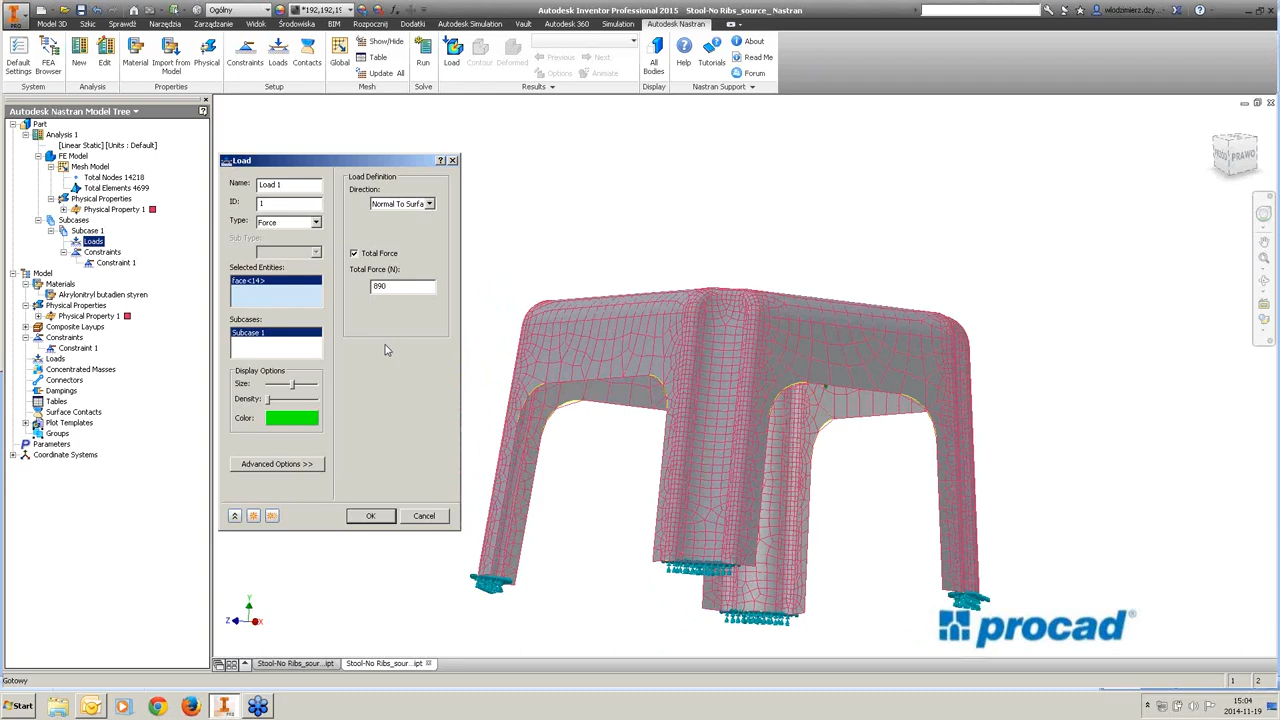 Ogólny
*192,192,19
Autodesk Inventor Professional 2015 Stool-No Ribs_source_Nastran
wlodzimierz.dzy...
Model 3D Szkic Sprawdź Narzędzia Zarządzanie Widok Środowiska BIM Rozpocznij Dodatki Autodesk Simulation Vault Autodesk 360 Simulation Autodesk Nastran
Default Settings
FEA Browser
New
Edit
Material
Import from Model
Physical
Constraints
Loads
Contacts
Global
Show/Hide
Table
Update All
Run
Load
Contour
Deformed
Previous
Next
Options
Animate
All Bodies
Help
Tutorials
About
Read Me
Forum
System Analysis Properties Setup Mesh Solve Results Display Nastran Support
Autodesk Nastran Model Tree
Part
Analysis 1
[Linear Static] [Units : Default]
FE Model
Mesh Model
Total Nodes 14218
Total Elements 4699
Physical Properties
Physical Property 1
Subcases
Subcase 1
Loads
Constraints
Constraint 1
Model
Materials
Akrylonitryl butadien styren
Physical Properties
Physical Property 1
Composite Layups
Constraints
Constraint 1
Loads
Concentrated Masses
Connectors
Dampings
Tables
Surface Contacts
Plot Templates
Groups
Parameters
Coordinate Systems
Load
Name: Load 1
ID: 1
Type: Force
Sub Type:
Selected Entities:
face<14>
Subcases:
Subcase 1
Display Options
Size:
Density:
Color:
Advanced Options >>
Load Definition
Direction:
Normal To Surfa
Total Force
Total Force (N):
890
OK Cancel
PRAWO
Y
Z X
procad®
Stool-No Ribs_sour...ipt Stool-No Ribs_sour...ipt
Gotowy
1 2
Start
15:04
2014-11-19